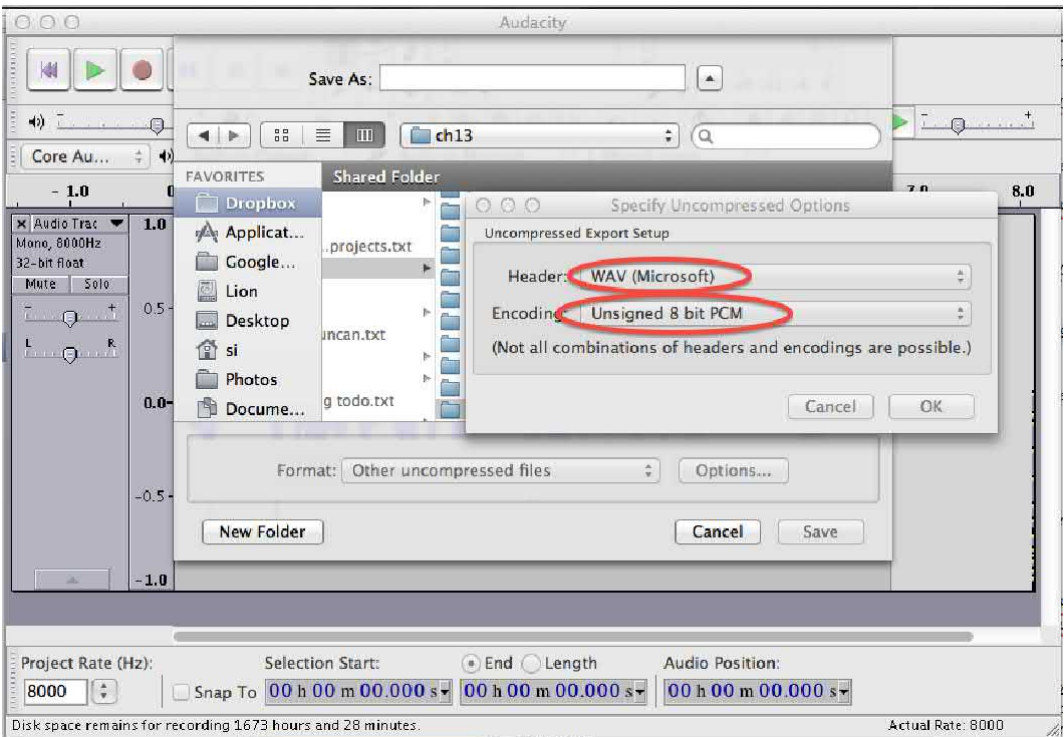 Audacity
Save As:
ch13
Core Au...
FAVORITES
Shared Folder
- 1.0
7.0
8.0
Dropbox
Specify Uncompressed Options
Audio Trac
1.0
Applicat...
Uncompressed Export Setup
Mono, 8000Hz
...projects.txt
32-bit float
Google...
Header: WAV (Microsoft)
Mute Solo
Lion
0.5-
Desktop
Encoding: Unsigned 8 bit PCM
L R
uncan.txt
si
(Not all combinations of headers and encodings are possible.)
Photos
0.0-
Docume...
g todo.txt
Cancel OK
Format: Other uncompressed files Options...
-0.5-
New Folder
Cancel Save
-1.0
Project Rate (Hz): Selection Start: End Length Audio Position:
8000 Snap To 00 h 00 m 00.000 s 00 h 00 m 00.000 s 00 h 00 m 00.000 s
Disk space remains for recording 1673 hours and 28 minutes. Actual Rate: 8000